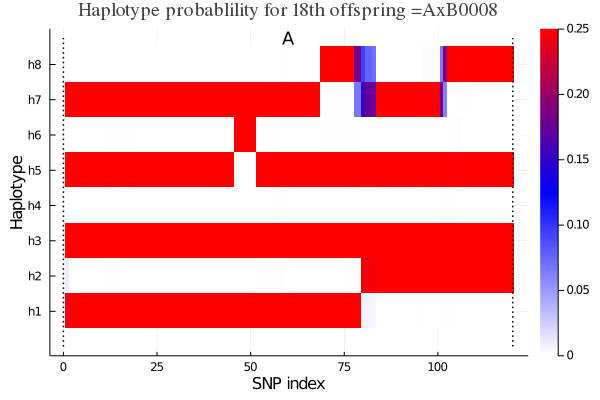 Haplotype probablility for 18th offspring =AxB0008
A
Haplotype
h8
h7
h6
h5
h4
h3
h2
h1
0
25
50
75
100
SNP index
0.25
0.20
0.15
0.10
0.05
0